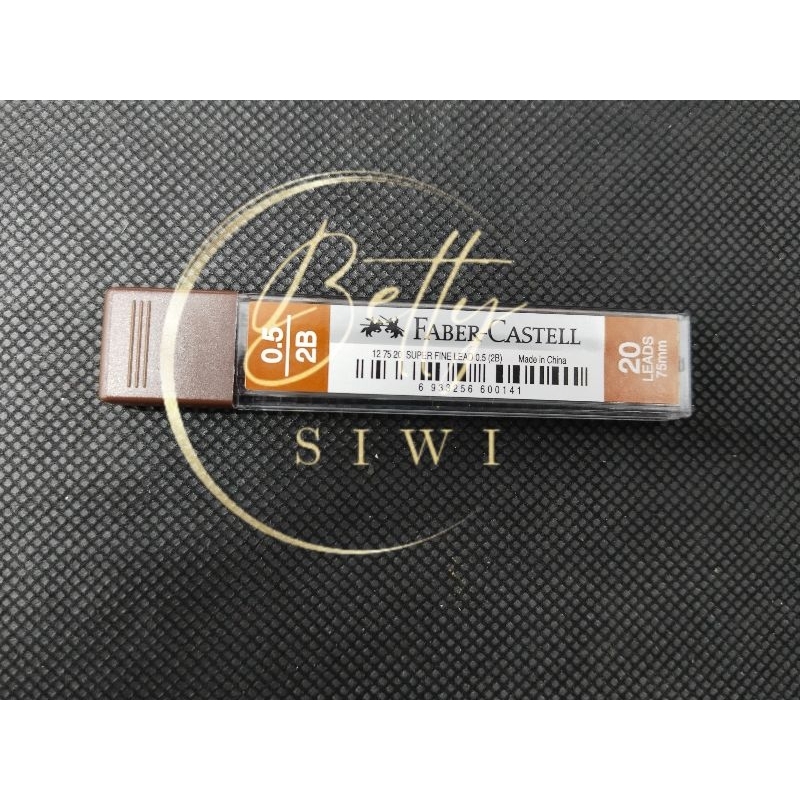 Betty
SIWI
0.5
2B
FABER-CASTELL
12 75 20 SUPER FINE LEAD 0.5 (2B) Made in China
6 938256 600141
20
LEADS
75mm